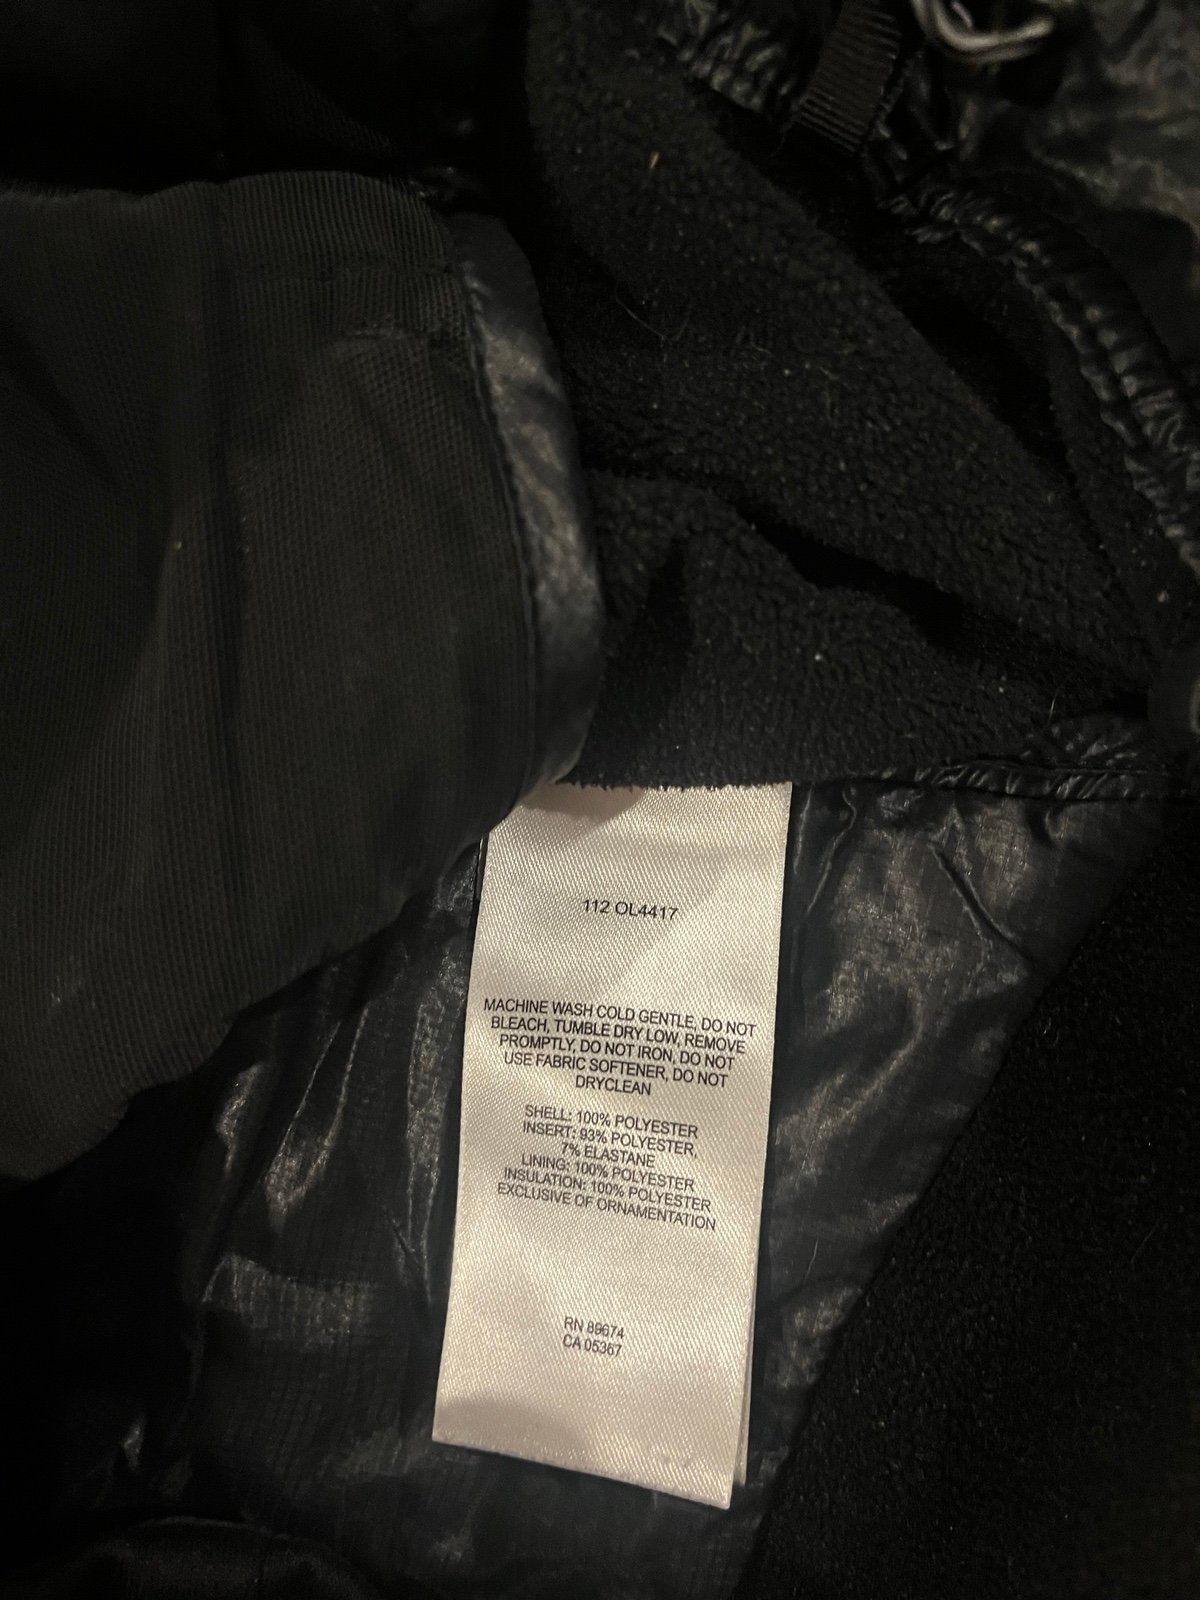 112 OL4417
MACHINE WASH COLD GENTLE, DO NOT
BLEACH, TUMBLE DRY LOW, REMOVE
PROMPTLY, DO NOT IRON, DO NOT
USE FABRIC SOFTENER, DO NOT
DRYCLEAN
SHELL: 100% POLYESTER
INSERT: 93% POLYESTER,
7% ELASTANE
LINING: 100% POLYESTER
INSULATION: 100% POLYESTER
EXCLUSIVE OF ORNAMENTATION
RN 89674
CA 05367